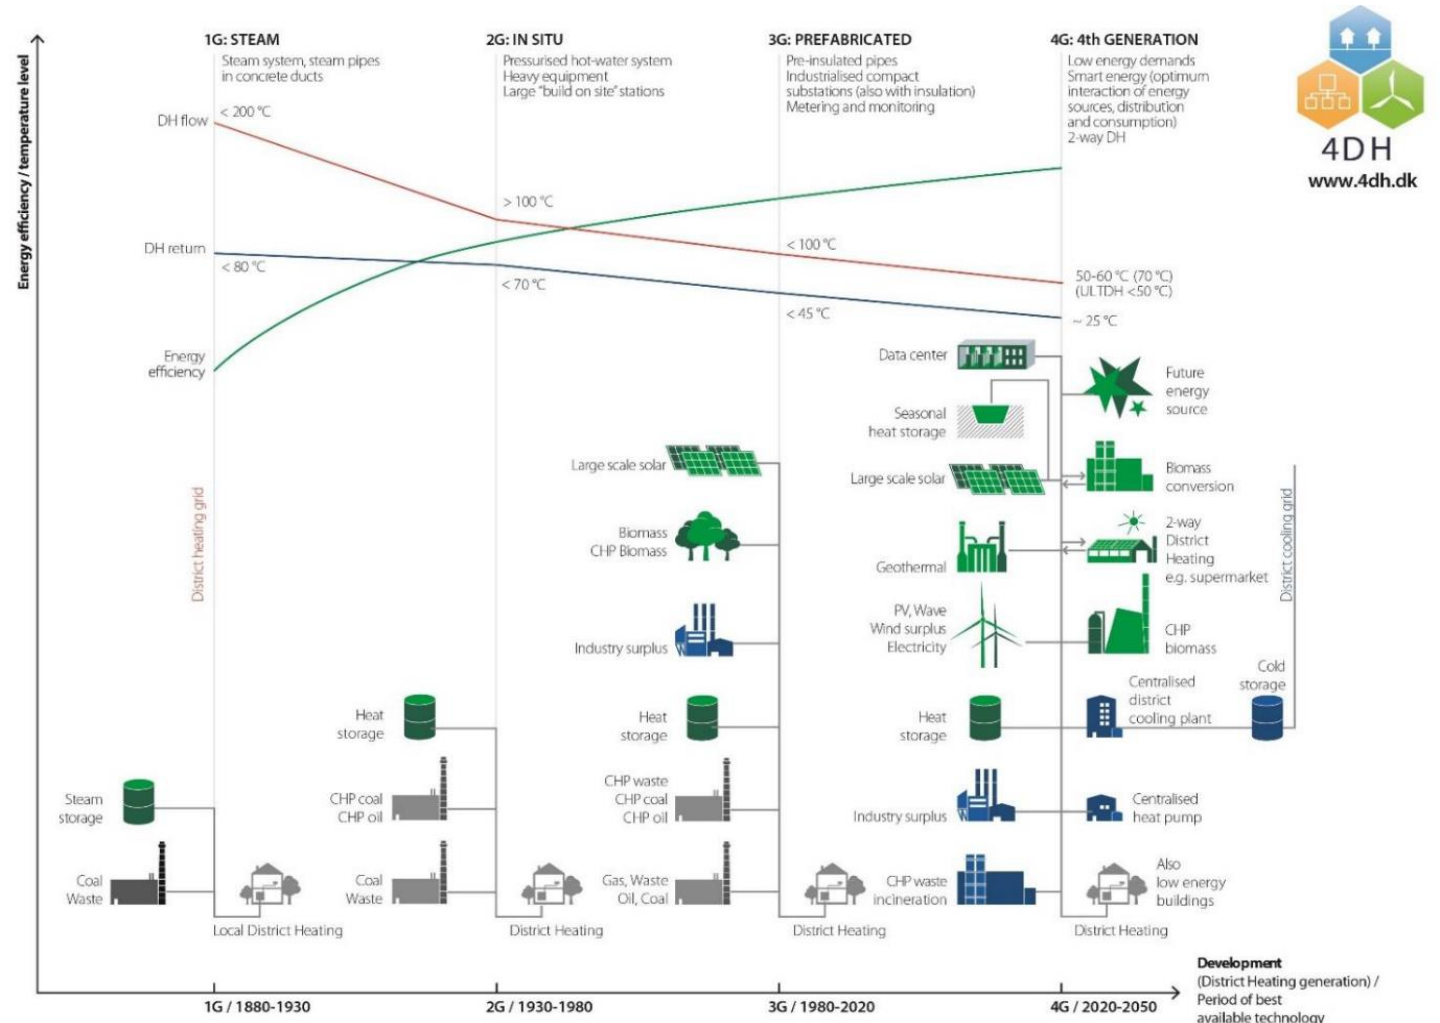 1G: STEAM
Steam system, steam pipes
in concrete ducts
2G: IN SITU
Pressurised hot-water system
Heavy equipment
Large "build on site" stations
3G: PREFABRICATED
Pre-insulated pipes
Industrialised compact
substations (also with insulation)
Metering and monitoring
4G: 4th GENERATION
Low energy demands
Smart energy (optimum
interaction of energy
sources, distribution
and consumption)
2-way DH
4DH
www.4dh.dk
Energy efficiency / temperature level
DH flow
< 200 °C
> 100 °C
< 100 °C
50-60 °C (70 °C)
(ULTDH <50 °C)
DH return
< 80 °C
< 70 °C
< 45 °C
~ 25 °C
Energy
efficiency
District heating grid
Steam
storage
Coal
Waste
Local District Heating
Heat
storage
CHP coal
CHP oil
Coal
Waste
District Heating
Large scale solar
Biomass
CHP Biomass
Industry surplus
Heat
storage
CHP waste
CHP coal
CHP oil
Gas, Waste
Oil, Coal
District Heating
Data center
Seasonal
heat storage
Large scale solar
Geothermal
PV, Wave
Wind surplus
Electricity
Heat
storage
Industry surplus
CHP waste
incineration
Future
energy
source
Biomass
conversion
2-way
District
Heating
e.g. supermarket
CHP
biomass
Centralised
district
cooling plant
Cold
storage
District cooling grid
Centralised
heat pump
Also
low energy
buildings
District Heating
1G / 1880-1930
2G / 1930-1980
3G / 1980-2020
4G / 2020-2050
Development
(District Heating generation) /
Period of best
available technology